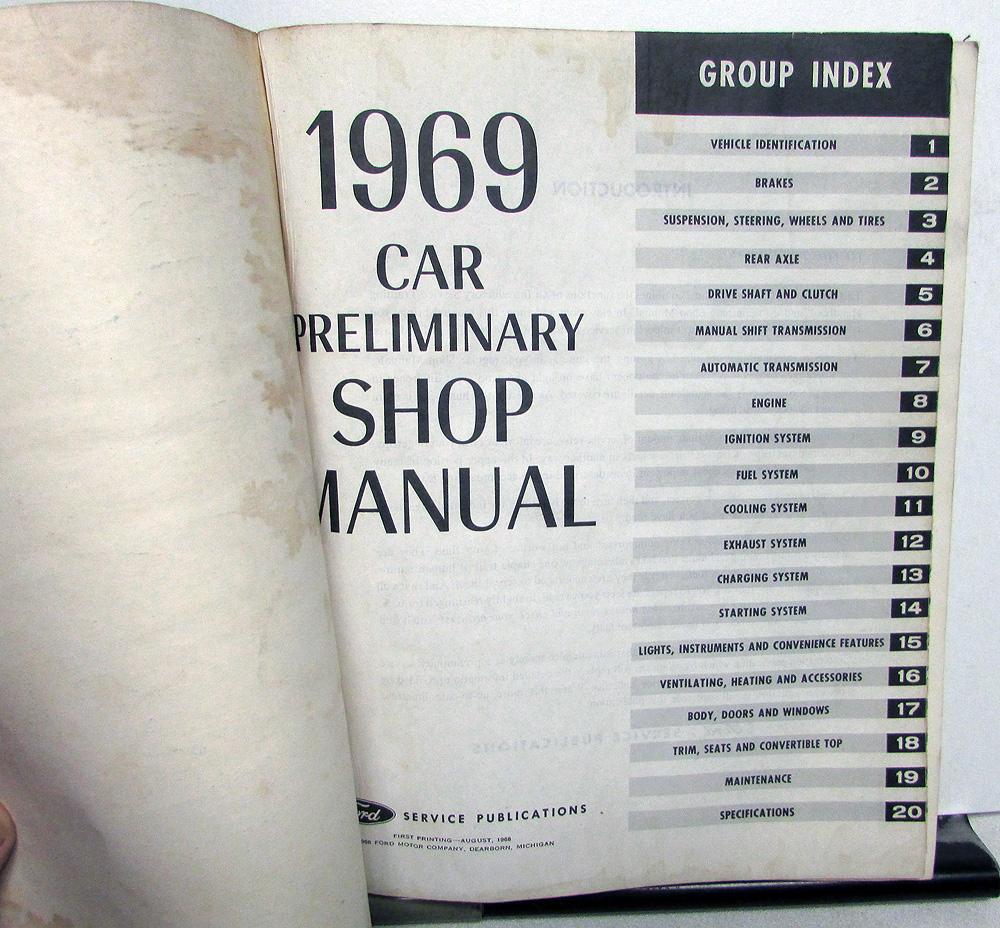 1969
CAR
PRELIMINARY
SHOP
MANUAL
Ford SERVICE PUBLICATIONS
FIRST PRINTING—AUGUST, 1968
FORD MOTOR COMPANY, DEARBORN, MICHIGAN
GROUP INDEX
VEHICLE IDENTIFICATION 1
BRAKES 2
SUSPENSION, STEERING, WHEELS AND TIRES 3
REAR AXLE 4
DRIVE SHAFT AND CLUTCH 5
MANUAL SHIFT TRANSMISSION 6
AUTOMATIC TRANSMISSION 7
ENGINE 8
IGNITION SYSTEM 9
FUEL SYSTEM 10
COOLING SYSTEM 11
EXHAUST SYSTEM 12
CHARGING SYSTEM 13
STARTING SYSTEM 14
LIGHTS, INSTRUMENTS AND CONVENIENCE FEATURES 15
VENTILATING, HEATING AND ACCESSORIES 16
BODY, DOORS AND WINDOWS 17
TRIM, SEATS AND CONVERTIBLE TOP 18
MAINTENANCE 19
SPECIFICATIONS 20